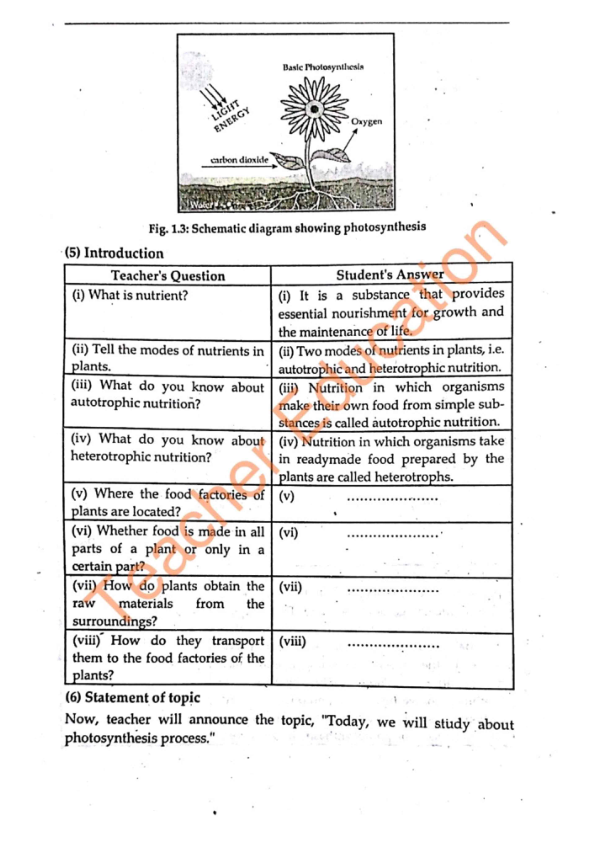 Basic Photosynthesis
LIGHT
ENERGY
Oxygen
carbon dioxide
Water
Fig. 1.3: Schematic diagram showing photosynthesis
(5) Introduction
Teacher's Question
Student's Answer
(i) What is nutrient?
(i) It is a substance that provides
essential nourishment for growth and
the maintenance of life.
(ii) Tell the modes of nutrients in
plants.
(ii) Two modes of nutrients in plants, i.e.
autotrophic and heterotrophic nutrition.
(iii) What do you know about
autotrophic nutrition?
(iii) Nutrition in which organisms
make their own food from simple sub-
stances is called autotrophic nutrition.
(iv) What do you know about
heterotrophic nutrition?
(iv) Nutrition in which organisms take
in readymade food prepared by the
plants are called heterotrophs.
(v) Where the food factories of
plants are located?
(v) .....................
(vi) Whether food is made in all
parts of a plant or only in a
certain part?
(vi) .....................
(vii) How do plants obtain the
raw materials from the
surroundings?
(vii) .....................
(viii) How do they transport
them to the food factories of the
plants?
(viii) .....................
(6) Statement of topic
Now, teacher will announce the topic, "Today, we will study about
photosynthesis process."
Teacher Education